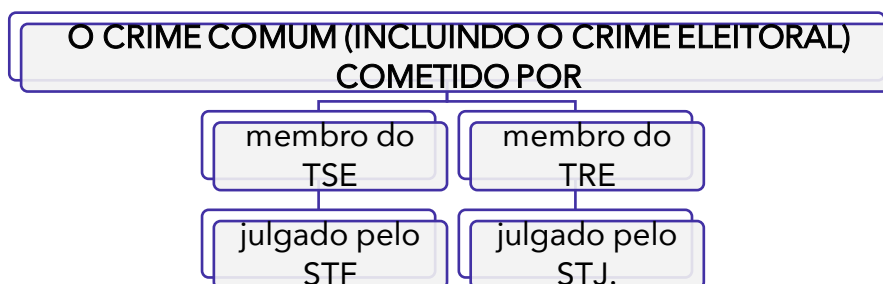 O CRIME COMUM (INCLUINDO O CRIME ELEITORAL)
COMETIDO POR
membro do
TSE
membro do
TRE
julgado pelo
STF
julgado pelo
STJ.